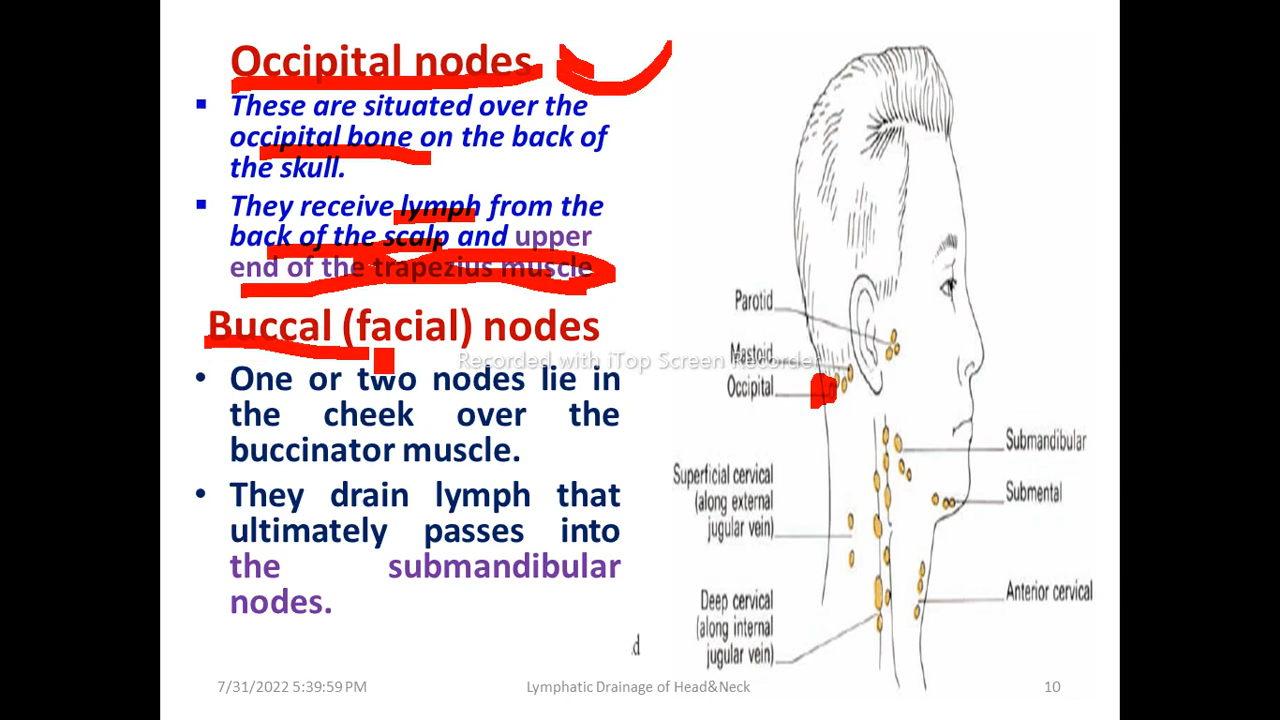 Occipital nodes
▪ These are situated over the
occipital bone on the back of
the skull.
▪ They receive lymph from the
back of the scalp and upper
end of the trapezius muscle
Buccal (facial) nodes
• One or two nodes lie in
the cheek over the
buccinator muscle.
• They drain lymph that
ultimately passes into
the submandibular
nodes.
Recorded with iTop Screen Recorder
Parotid
Mastoid
Occipital
Superficial cervical
(along external
jugular vein)
Deep cervical
(along internal
jugular vein)
Submandibular
Submental
Anterior cervical
d
7/31/2022 5:39:59 PM
Lymphatic Drainage of Head&Neck
10